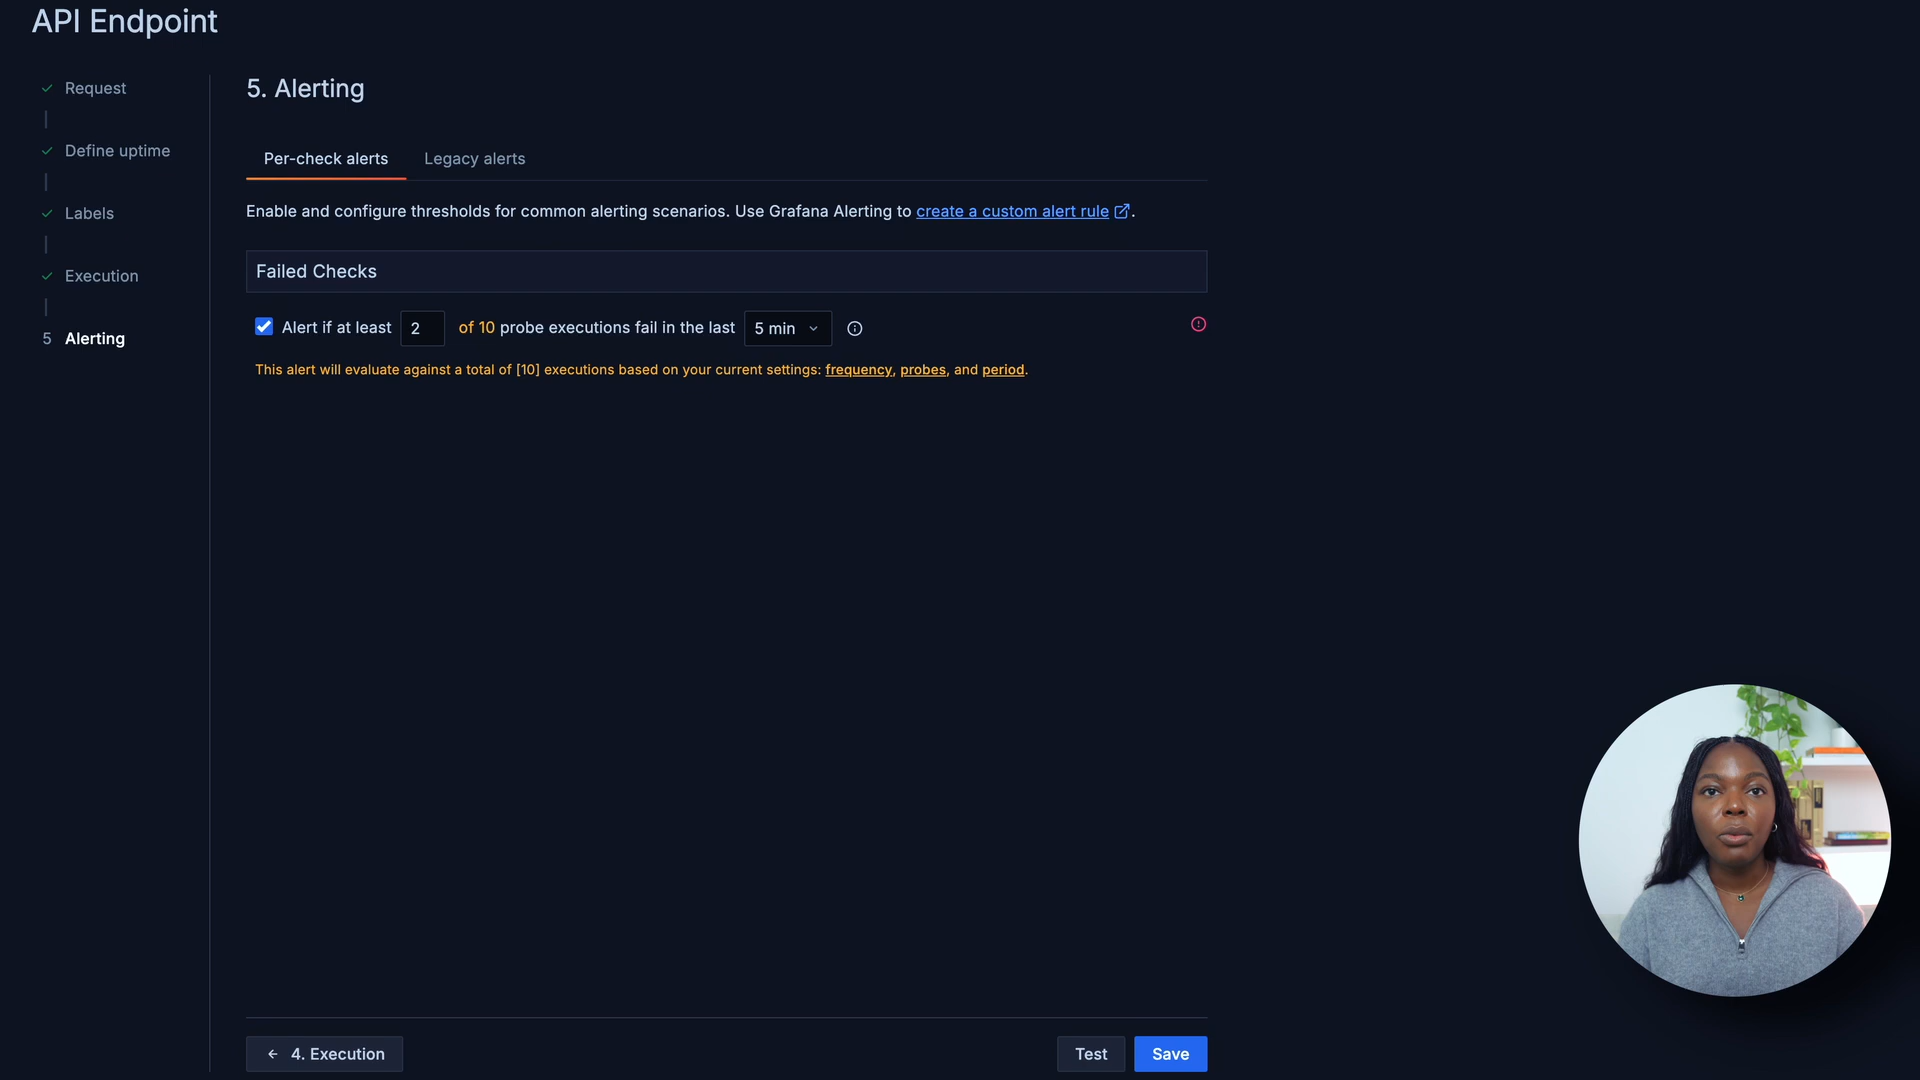 API Endpoint
Request
Define uptime
Labels
Execution
5 Alerting
5. Alerting
Per-check alerts Legacy alerts
Enable and configure thresholds for common alerting scenarios. Use Grafana Alerting to create a custom alert rule.
Failed Checks
Alert if at least 2 of 10 probe executions fail in the last 5 min
This alert will evaluate against a total of [10] executions based on your current settings: frequency, probes, and period.
4. Execution Test Save